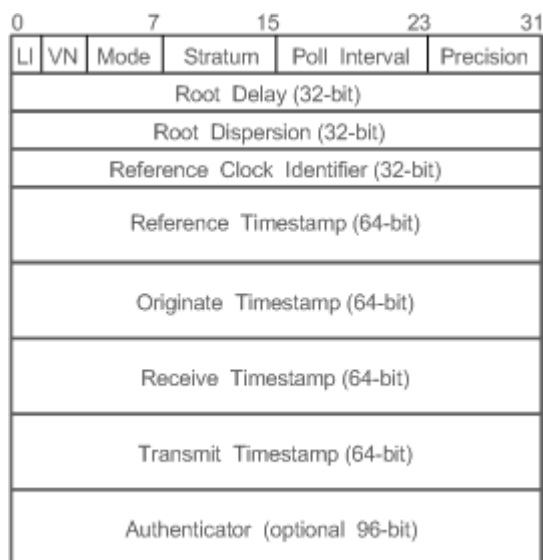 0 7 15 23 31
LI VN Mode Stratum Poll Interval Precision
Root Delay (32-bit)
Root Dispersion (32-bit)
Reference Clock Identifier (32-bit)
Reference Timestamp (64-bit)
Originate Timestamp (64-bit)
Receive Timestamp (64-bit)
Transmit Timestamp (64-bit)
Authenticator (optional 96-bit)